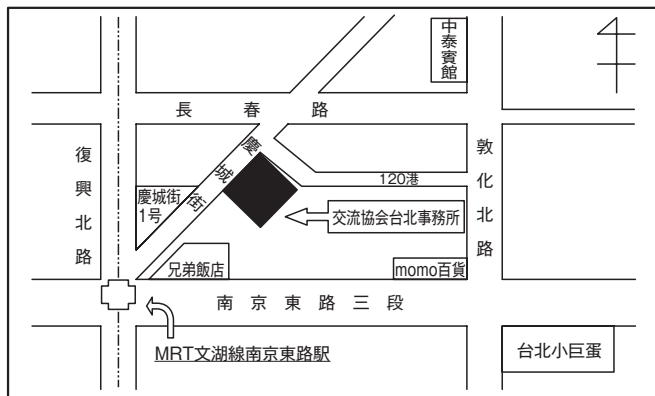 中泰賓館
長春路
復興北路
慶城街
120港
敦化北路
慶城街
1号
交流協会台北事務所
兄弟飯店
momo百貨
南京東路三段
MRT文湖線南京東路駅
台北小巨蛋